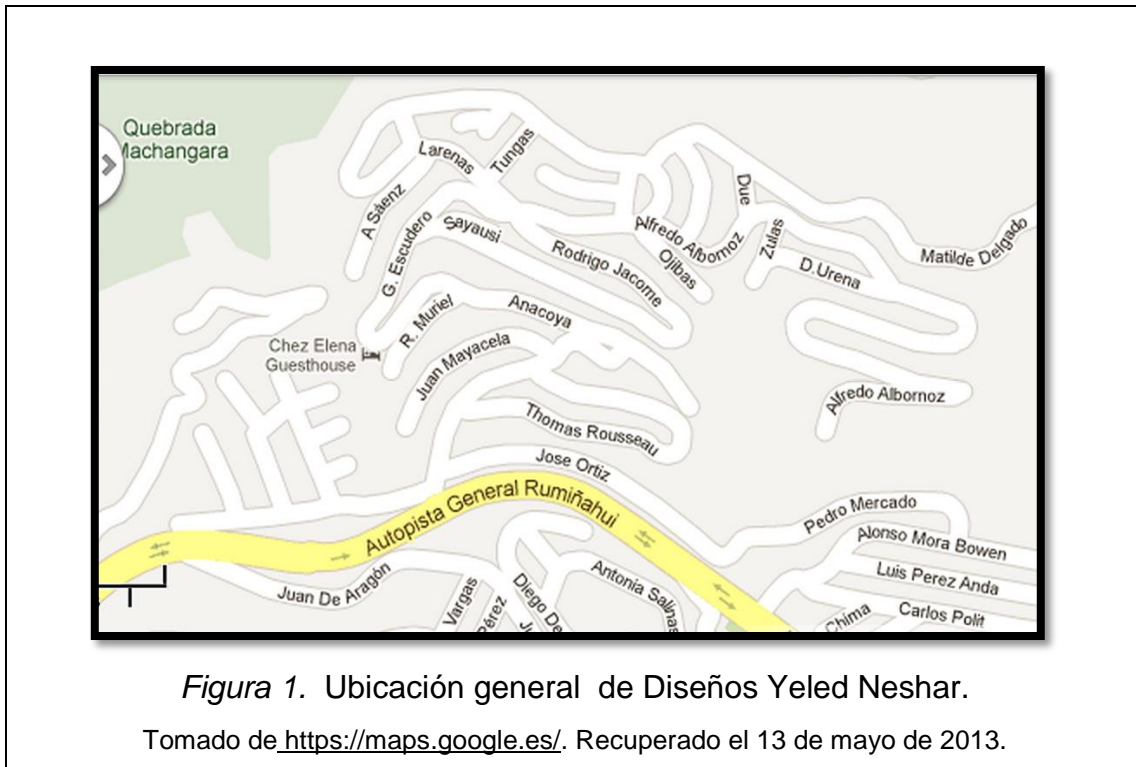 Quebrada
Machangara
Larenas
Tungas
A Sáenz
G. Escudero
Sayausi
Rodrigo Jacome
Alfredo Albornoz
Ojibas
Due
Zulas
D.Urena
Matilde Delgado
Chez Elena
Guesthouse
R. Muriel
Anacoya
Juan Mayacela
Alfredo Albornoz
Thomas Rousseau
Jose Ortiz
Autopista General Rumiñahui
Pedro Mercado
Alonso Mora Bowen
Luis Perez Anda
Carlos Polit
Chima
Juan De Aragón
Vargas
Pérez
Diego De
Antonia Salinas
Figura 1. Ubicación general de Diseños Yeled Neshar.
Tomado de https://maps.google.es/. Recuperado el 13 de mayo de 2013.